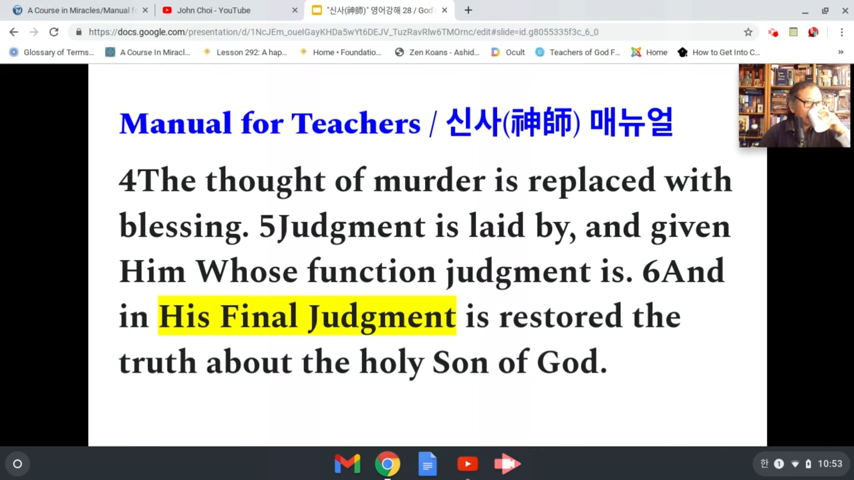 A Course in Miracles/Manual f
John Choi - YouTube
"신사(神師)" 영어강해 28 / God
https://docs.google.com/presentation/d/1NcJEm_oueIGayKHDa5wYt6DEJV_TuzRavRiw6TMOrnc/edit#slide=id.g8055335f3c_6_0
Glossary of Terms...
A Course In Miracl...
Lesson 292: A hap...
Home • Foundatio...
Zen Koans - Ashid...
Occult
Teachers of God F...
Home
How to Get Into C...
Manual for Teachers / 신사(神師) 매뉴얼
4The thought of murder is replaced with
blessing. 5Judgment is laid by, and given
Him Whose function judgment is. 6And
in His Final Judgment is restored the
truth about the holy Son of God.
한
1
10:53